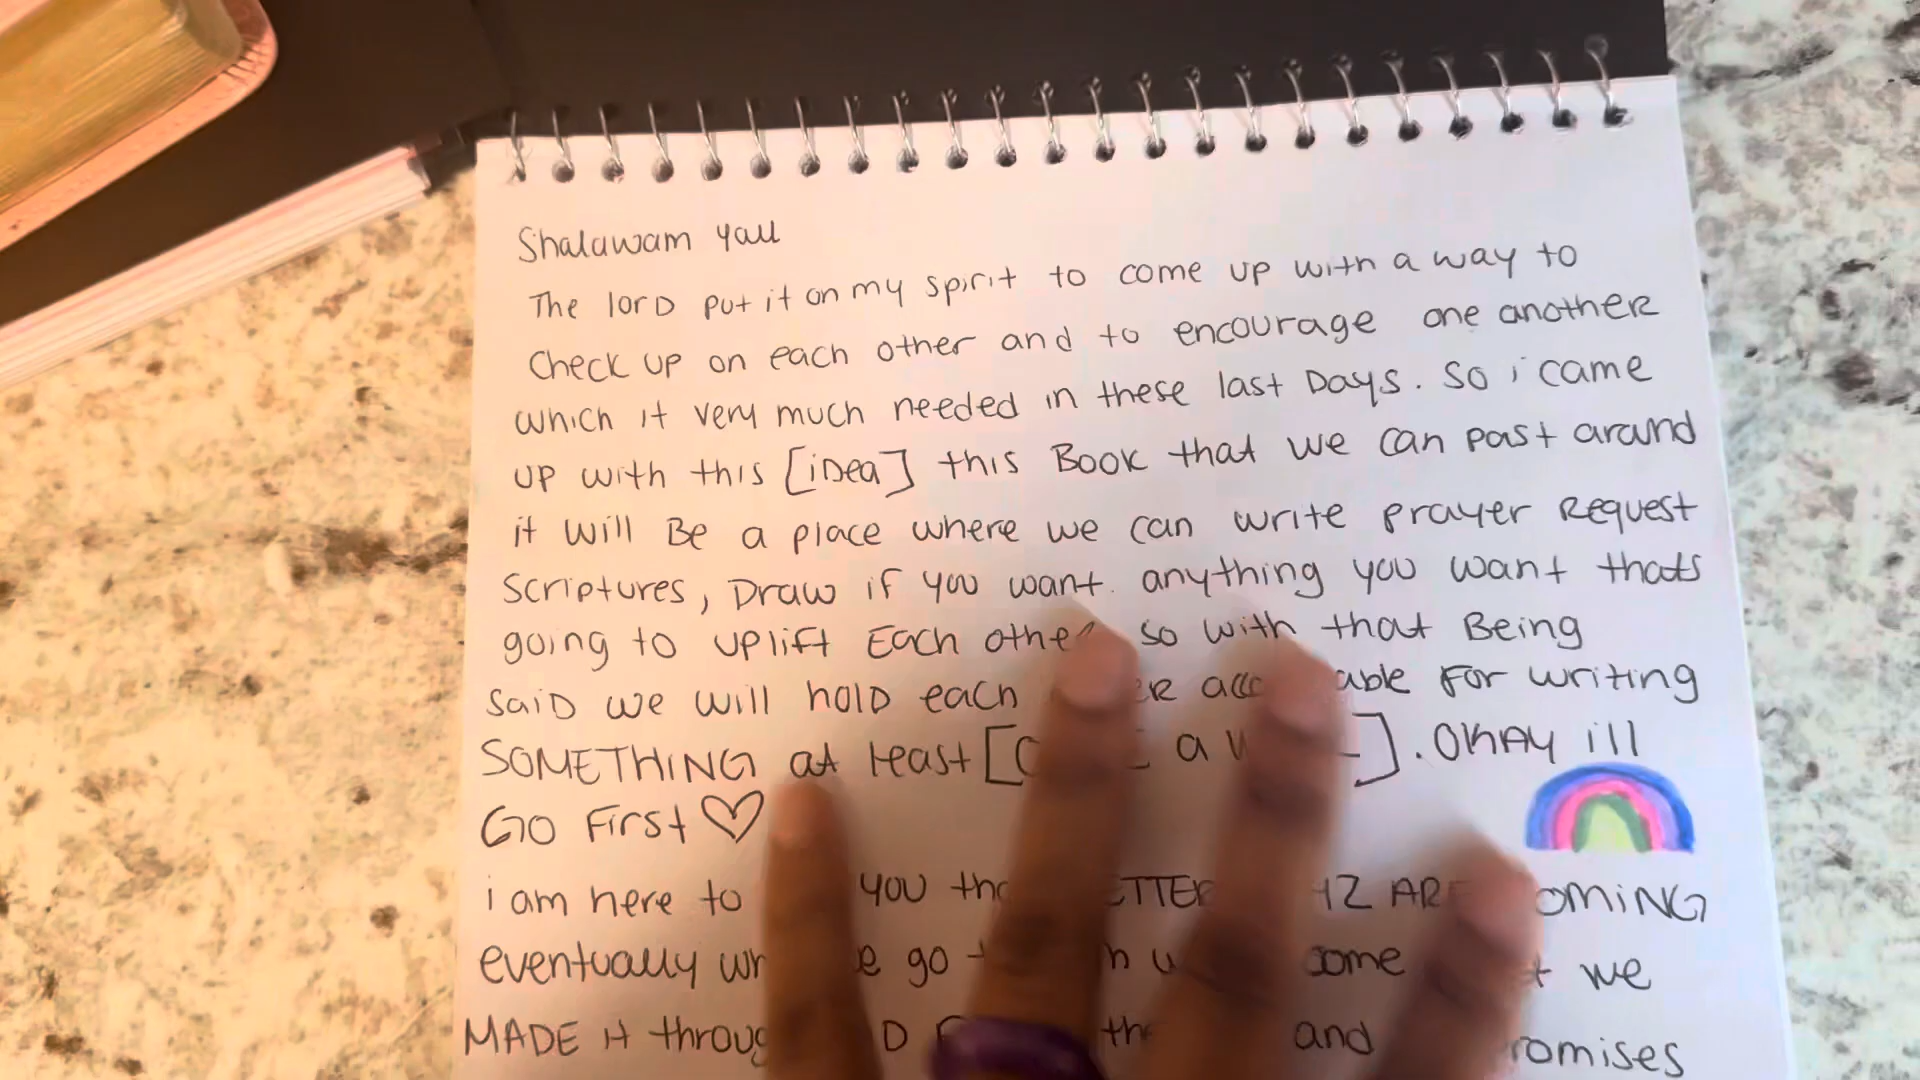 Shalawam yall
The lorD put it on my spirit to come up with a way to
Check up on each other and to encourage one another
which it very much needed in these last Days. So i came
up with this [iDea] this Book that we can past around
it will Be a place where we can write prayer Request
scriptures, Draw if you want. anything you want thats
going to uplift Each other so with that Being
saiD we will holD each for writing
SOMETHING at least [ a ]. OKAY ill
GO First
i am here to YOU ARE COMING
eventually go we
MADE it through and